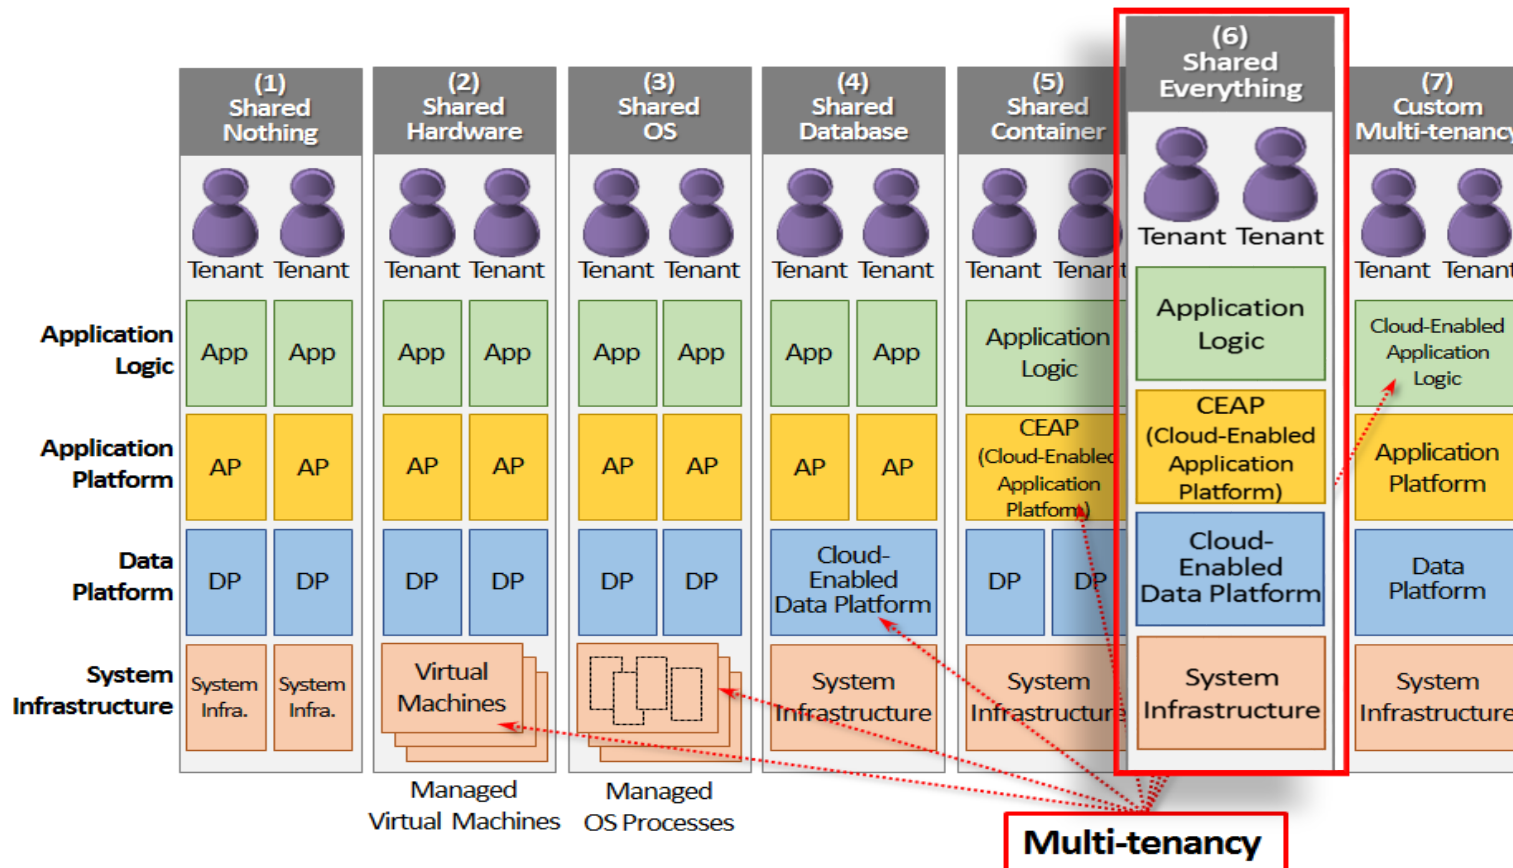 (1)
Shared
Nothing
(2)
Shared
Hardware
(3)
Shared
OS
(4)
Shared
Database
(5)
Shared
Container
(6)
Shared
Everything
(7)
Custom
Multi-tenancy
Tenant Tenant
Tenant Tenant
Tenant Tenant
Tenant Tenant
Tenant Tenant
Tenant Tenant
Tenant Tenant
Application
Logic
App
App
App
App
App
App
App
App
Application
Logic
Application
Logic
Cloud-Enabled
Application
Logic
Application
Platform
AP
AP
AP
AP
AP
AP
AP
AP
CEAP
(Cloud-Enabled
Application
Platform)
CEAP
(Cloud-Enabled
Application
Platform)
Application
Platform
Data
Platform
DP
DP
DP
DP
DP
DP
Cloud-
Enabled
Data Platform
DP
DP
Cloud-
Enabled
Data Platform
Data
Platform
System
Infrastructure
System
Infra.
System
Infra.
Virtual
Machines
System
Infrastructure
System
Infrastructure
System
Infrastructure
System
Infrastructure
Managed
Virtual Machines
Managed
OS Processes
Multi-tenancy